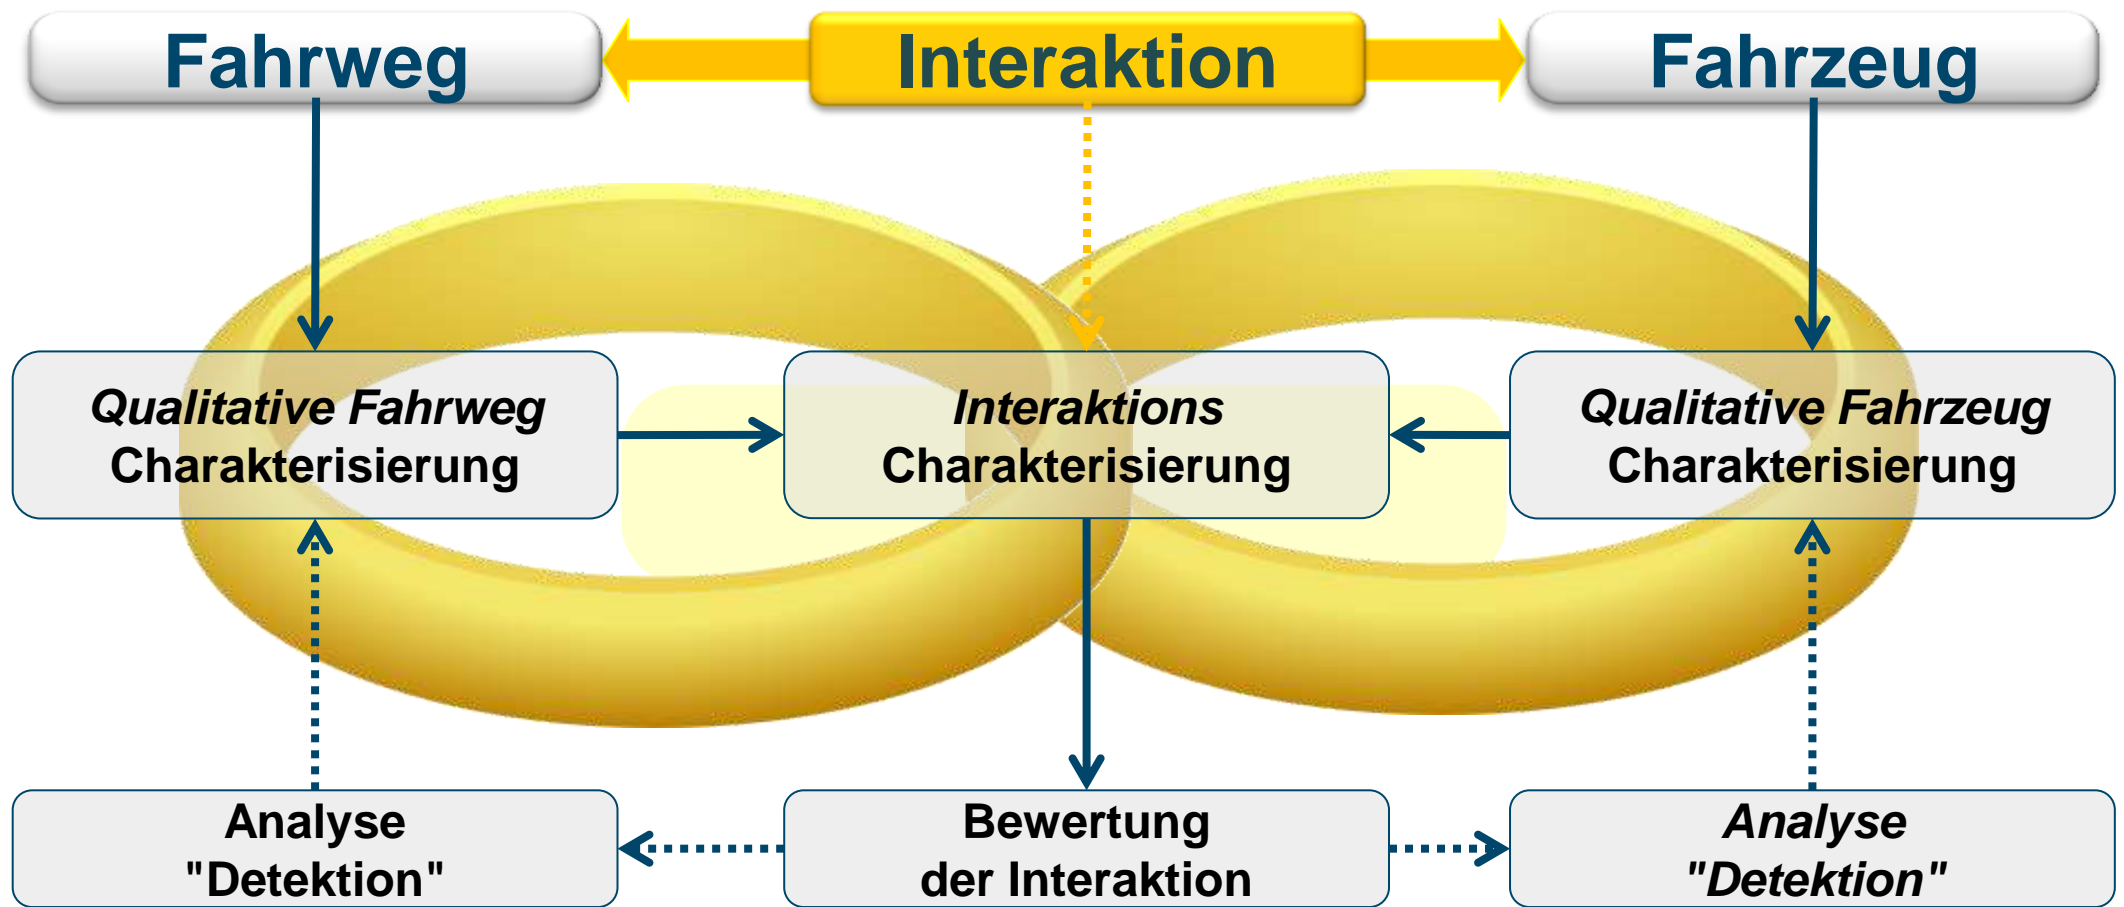 Fahrweg
Interaktion
Fahrzeug
Qualitative Fahrweg
Charakterisierung
Interaktions
Charakterisierung
Qualitative Fahrzeug
Charakterisierung
Analyse
"Detektion"
Bewertung
der Interaktion
Analyse
"Detektion"